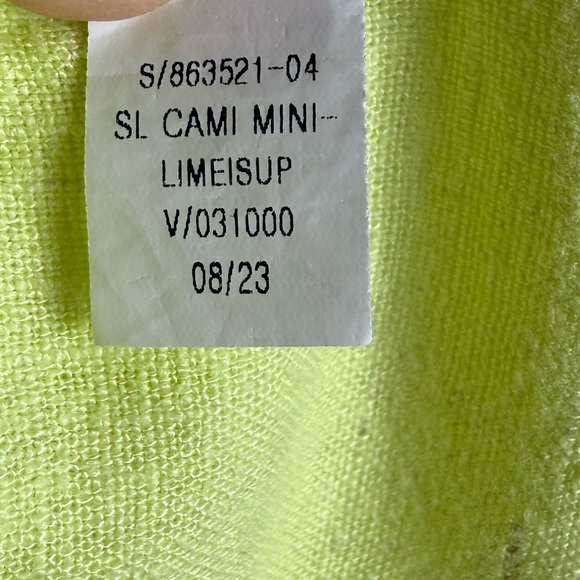 S/863521-04
SL CAMI MINI-
LIMEISUP
V/031000
08/23